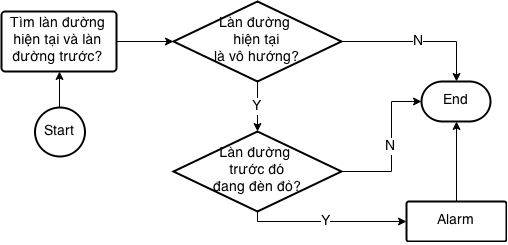 Tìm làn đường
hiện tại và làn
đường trước?
Làn đường
hiện tại
là vô hướng?
N
Y
End
Start
Làn đường
trước đó
đang đèn đỏ?
N
Y
Alarm